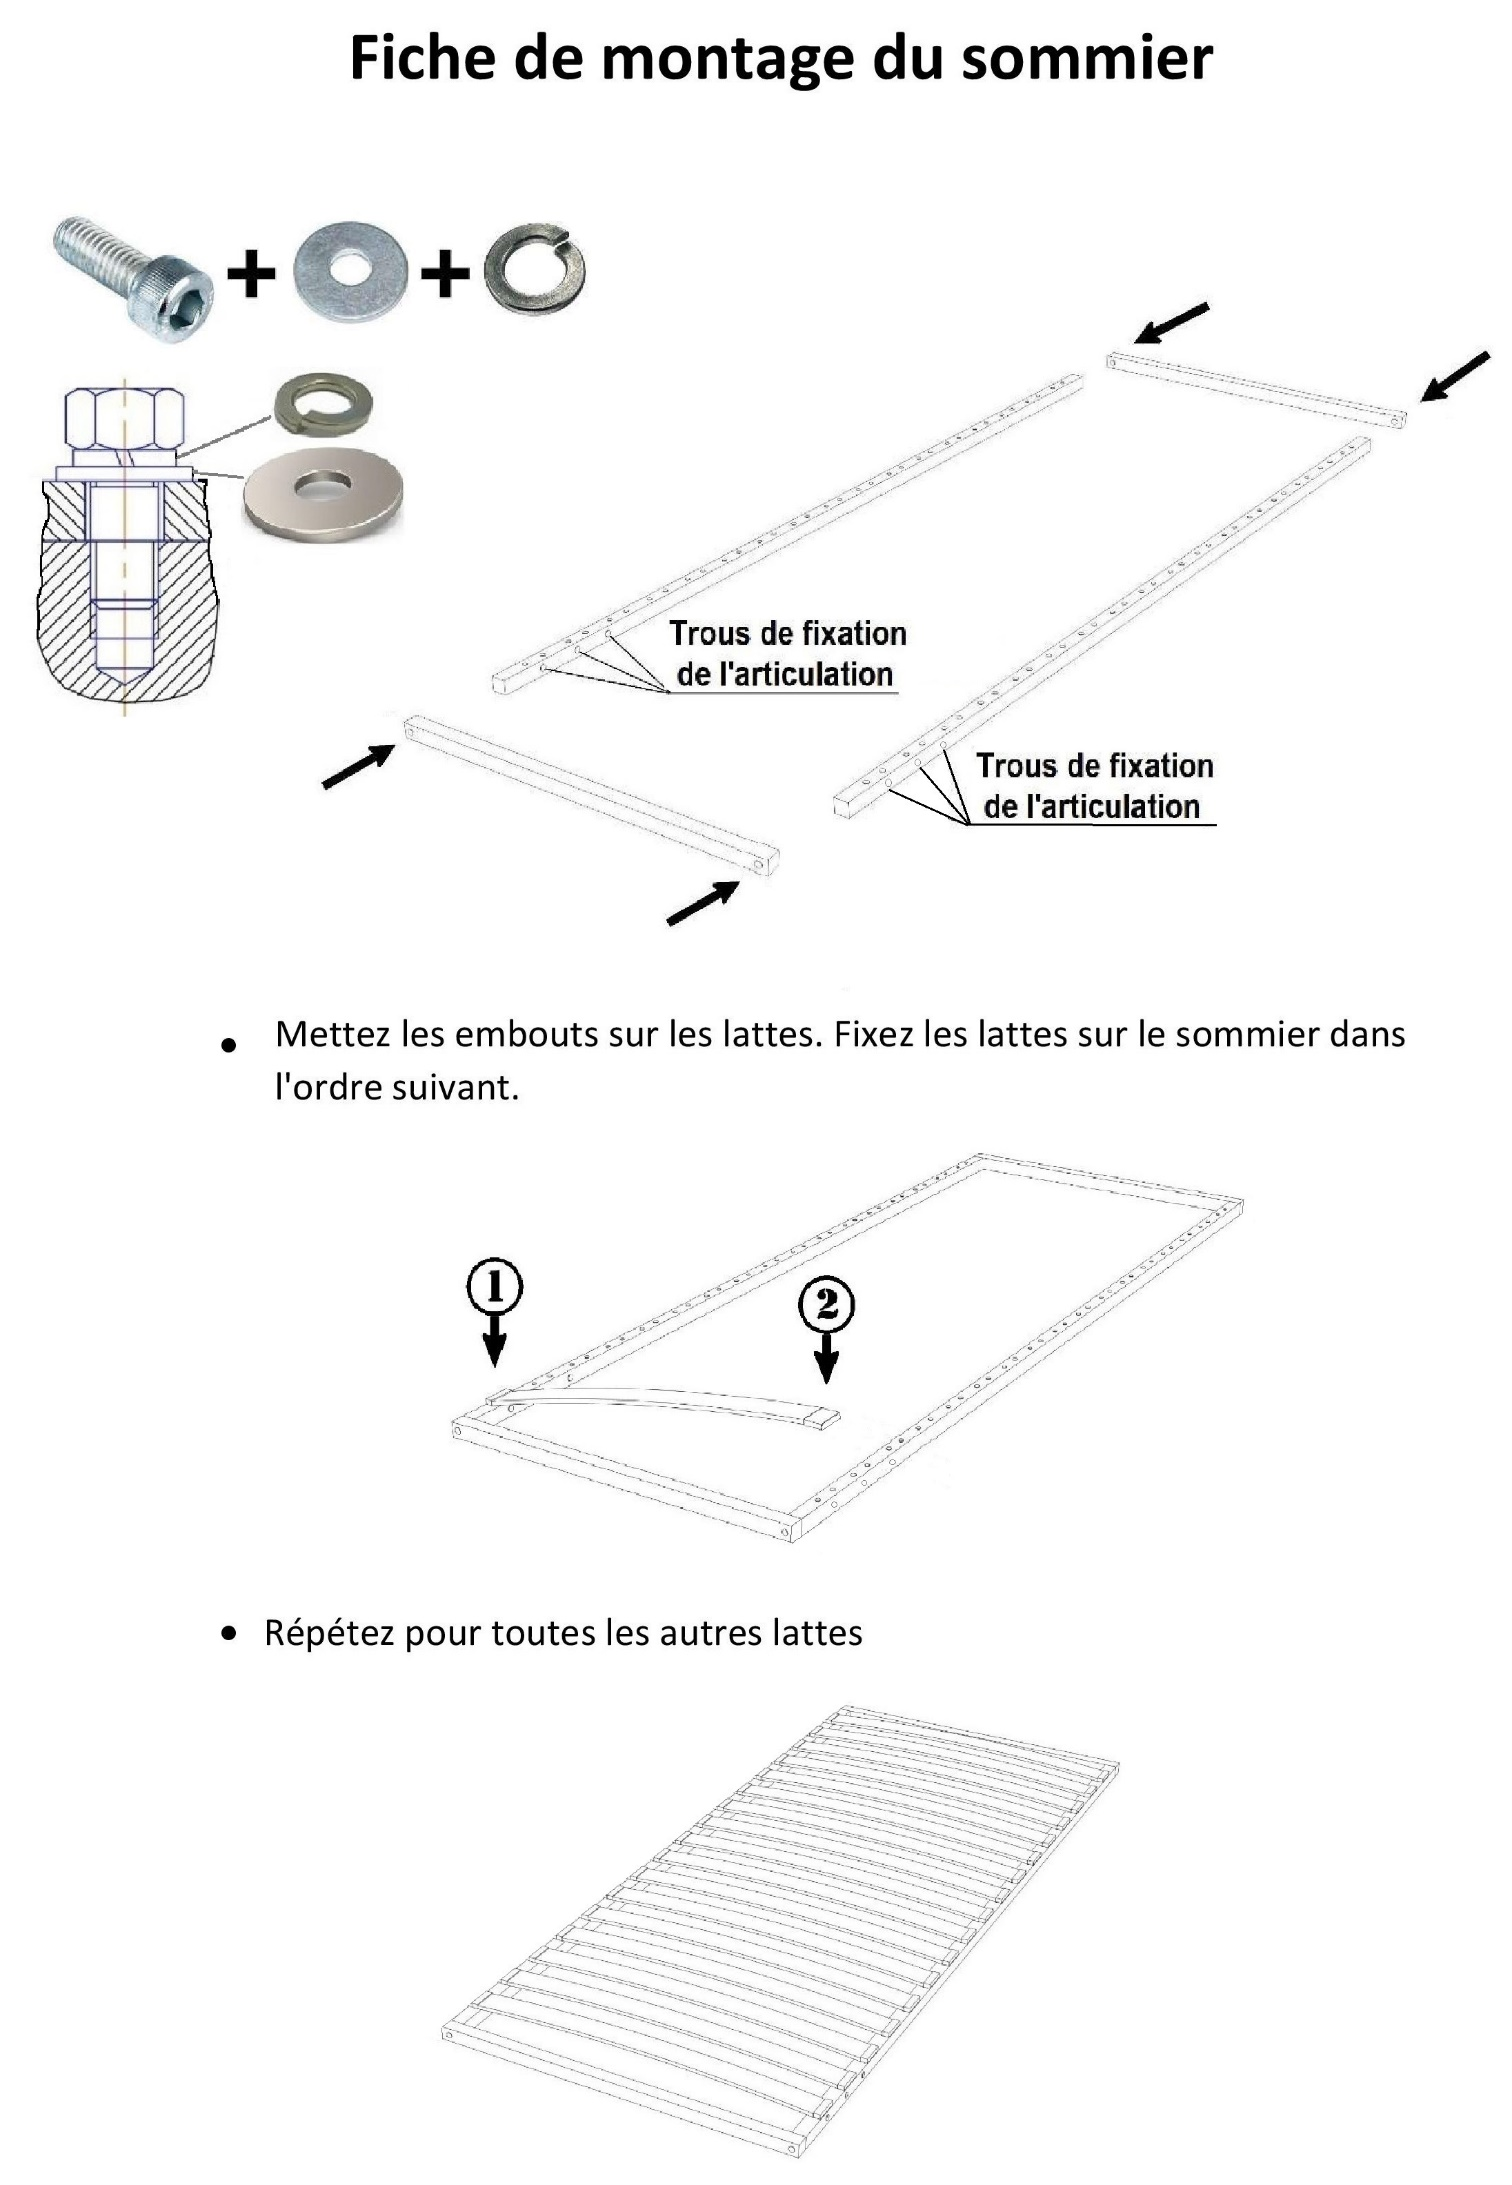 Fiche de montage du sommier
Trous de fixation
de l'articulation
Trous de fixation
de l'articulation
• Mettez les embouts sur les lattes. Fixez les lattes sur le sommier dans
l'ordre suivant.
1
2
• Répétez pour toutes les autres lattes